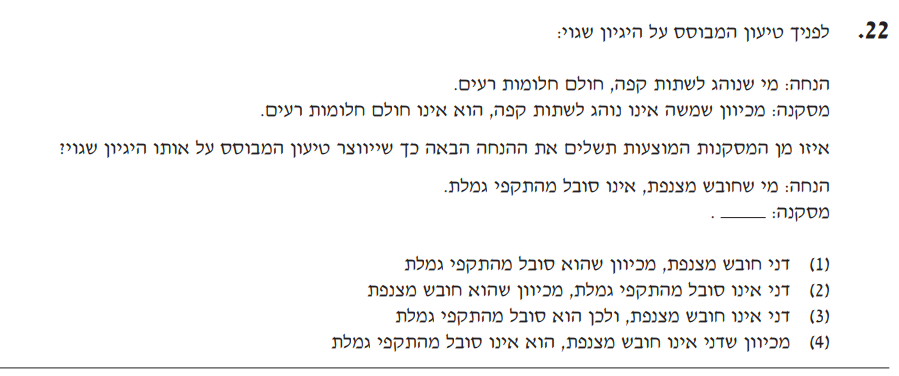 22. לפניך טיעון המבוסס על היגיון שגוי:
הנחה: מי שנוהג לשתות קפה, חולם חלומות רעים.
מסקנה: מכיוון שמשה אינו נוהג לשתות קפה, הוא אינו חולם חלומות רעים.
איזו מן המסקנות המוצעות תשלים את ההנחה הבאה כך שייווצר טיעון המבוסס על אותו היגיון שגוי?
הנחה: מי שחובש מצנפת, אינו סובל מהתקפי גמלת.
מסקנה: _____ .
(1) דני חובש מצנפת, מכיוון שהוא סובל מהתקפי גמלת
(2) דני אינו סובל מהתקפי גמלת, מכיוון שהוא חובש מצנפת
(3) דני אינו חובש מצנפת, ולכן הוא סובל מהתקפי גמלת
(4) מכיוון שדני אינו חובש מצנפת, הוא אינו סובל מהתקפי גמלת